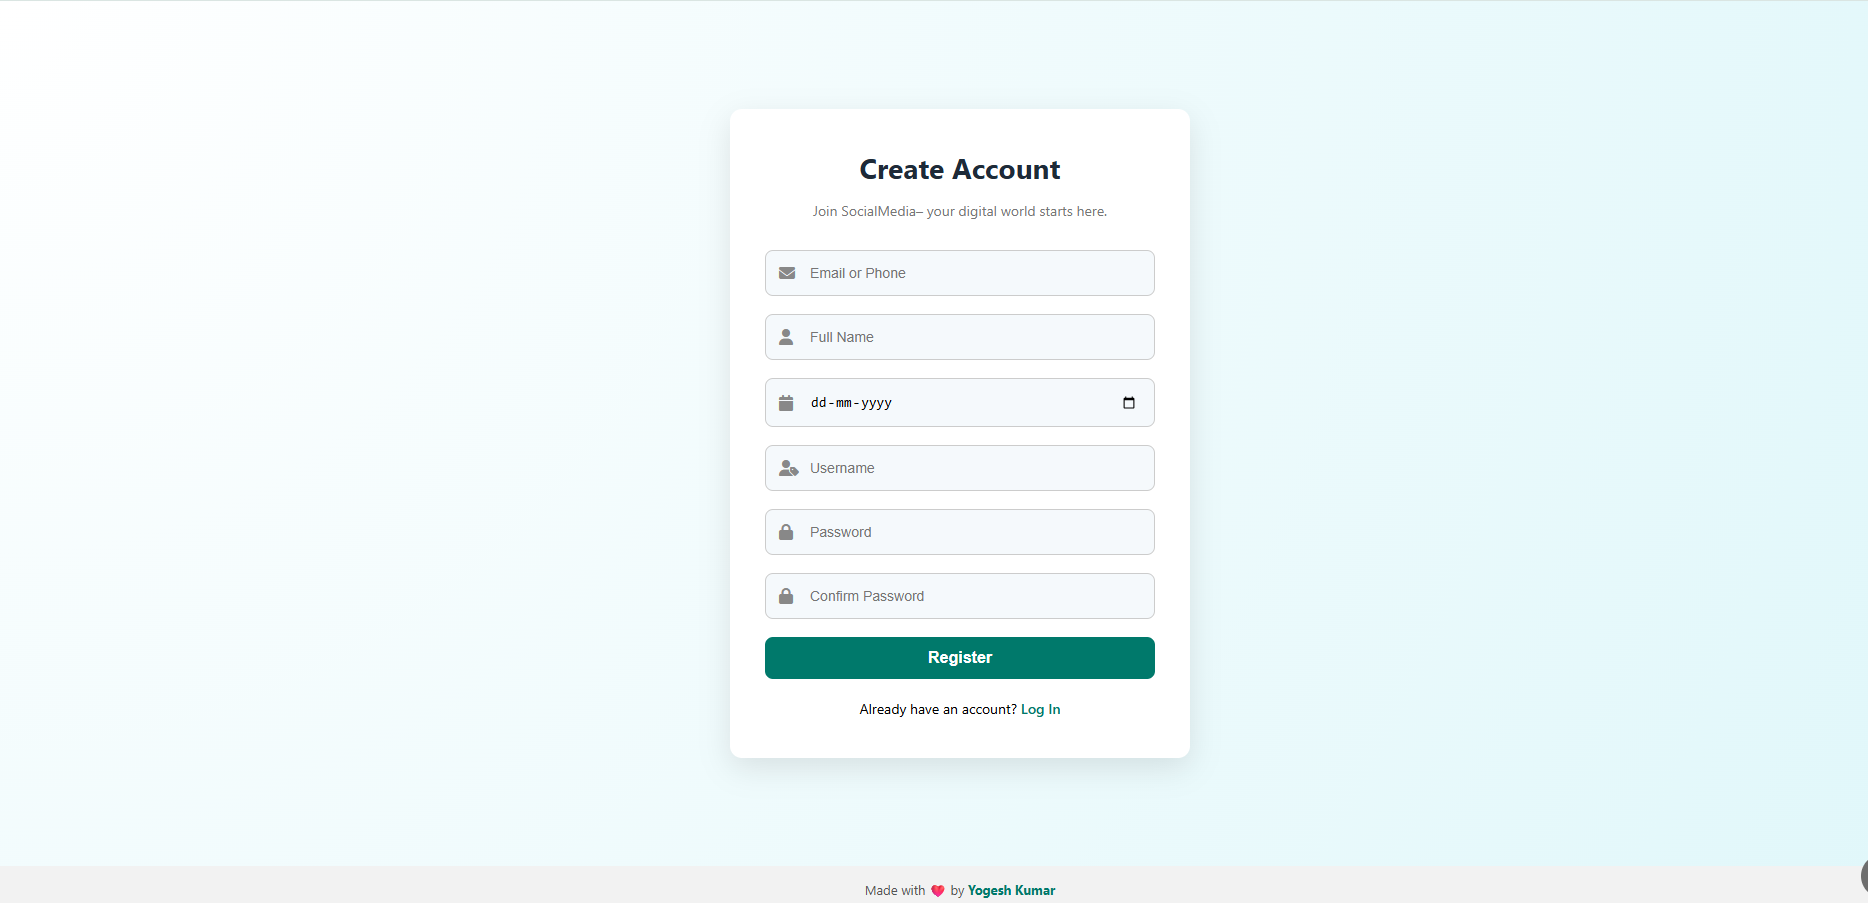 Create Account
Join SocialMedia– your digital world starts here.
Email or Phone
Full Name
dd-mm-yyyy
Username
Password
Confirm Password
Register
Already have an account? Log In
Made with ❤️ by Yogesh Kumar